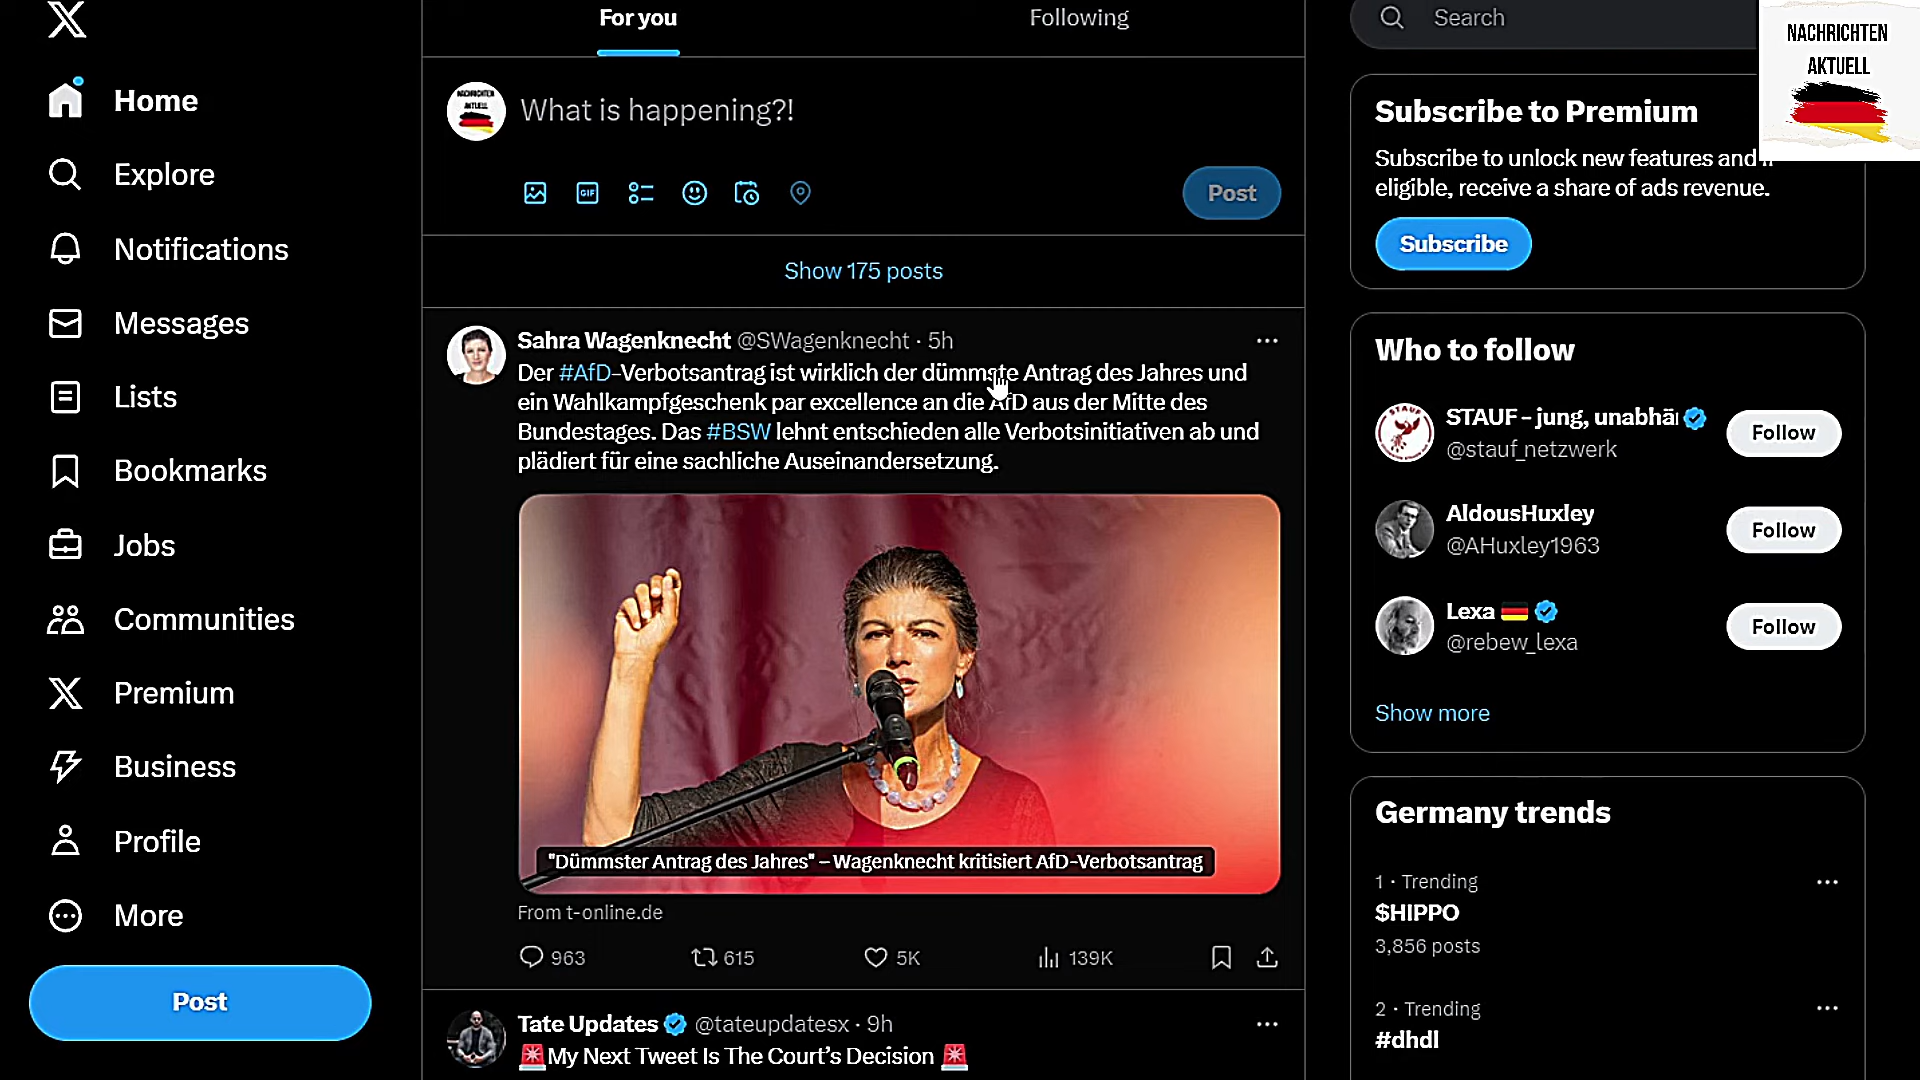 For you
Following
Search
NACHRICHTEN
AKTUELL
Home
Explore
Notifications
Messages
Lists
Bookmarks
Jobs
Communities
Premium
Business
Profile
More
Post
NACHRICHTEN
AKTUELL
What is happening?!
GIF
Post
Show 175 posts
Sahra Wagenknecht @SWagenknecht · 5h
Der #AfD-Verbotsantrag ist wirklich der dümmste Antrag des Jahres und
ein Wahlkampfgeschenk par excellence an die AfD aus der Mitte des
Bundestages. Das #BSW lehnt entschieden alle Verbotsinitiativen ab und
plädiert für eine sachliche Auseinandersetzung.
"Dümmster Antrag des Jahres" – Wagenknecht kritisiert AfD-Verbotsantrag
From t-online.de
963 615 5K 139K
Tate Updates @tateupdatesx · 9h
🚨My Next Tweet Is The Court's Decision 🚨
Subscribe to Premium
Subscribe to unlock new features and if
eligible, receive a share of ads revenue.
Subscribe
Who to follow
STAUF
STAUF – jung, unabhäi
@stauf_netzwerk
Follow
AldousHuxley
@AHuxley1963
Follow
Lexa 🇩🇪
@rebew_lexa
Follow
Show more
Germany trends
1 · Trending
$HIPPO
3,856 posts
2 · Trending
#dhdl